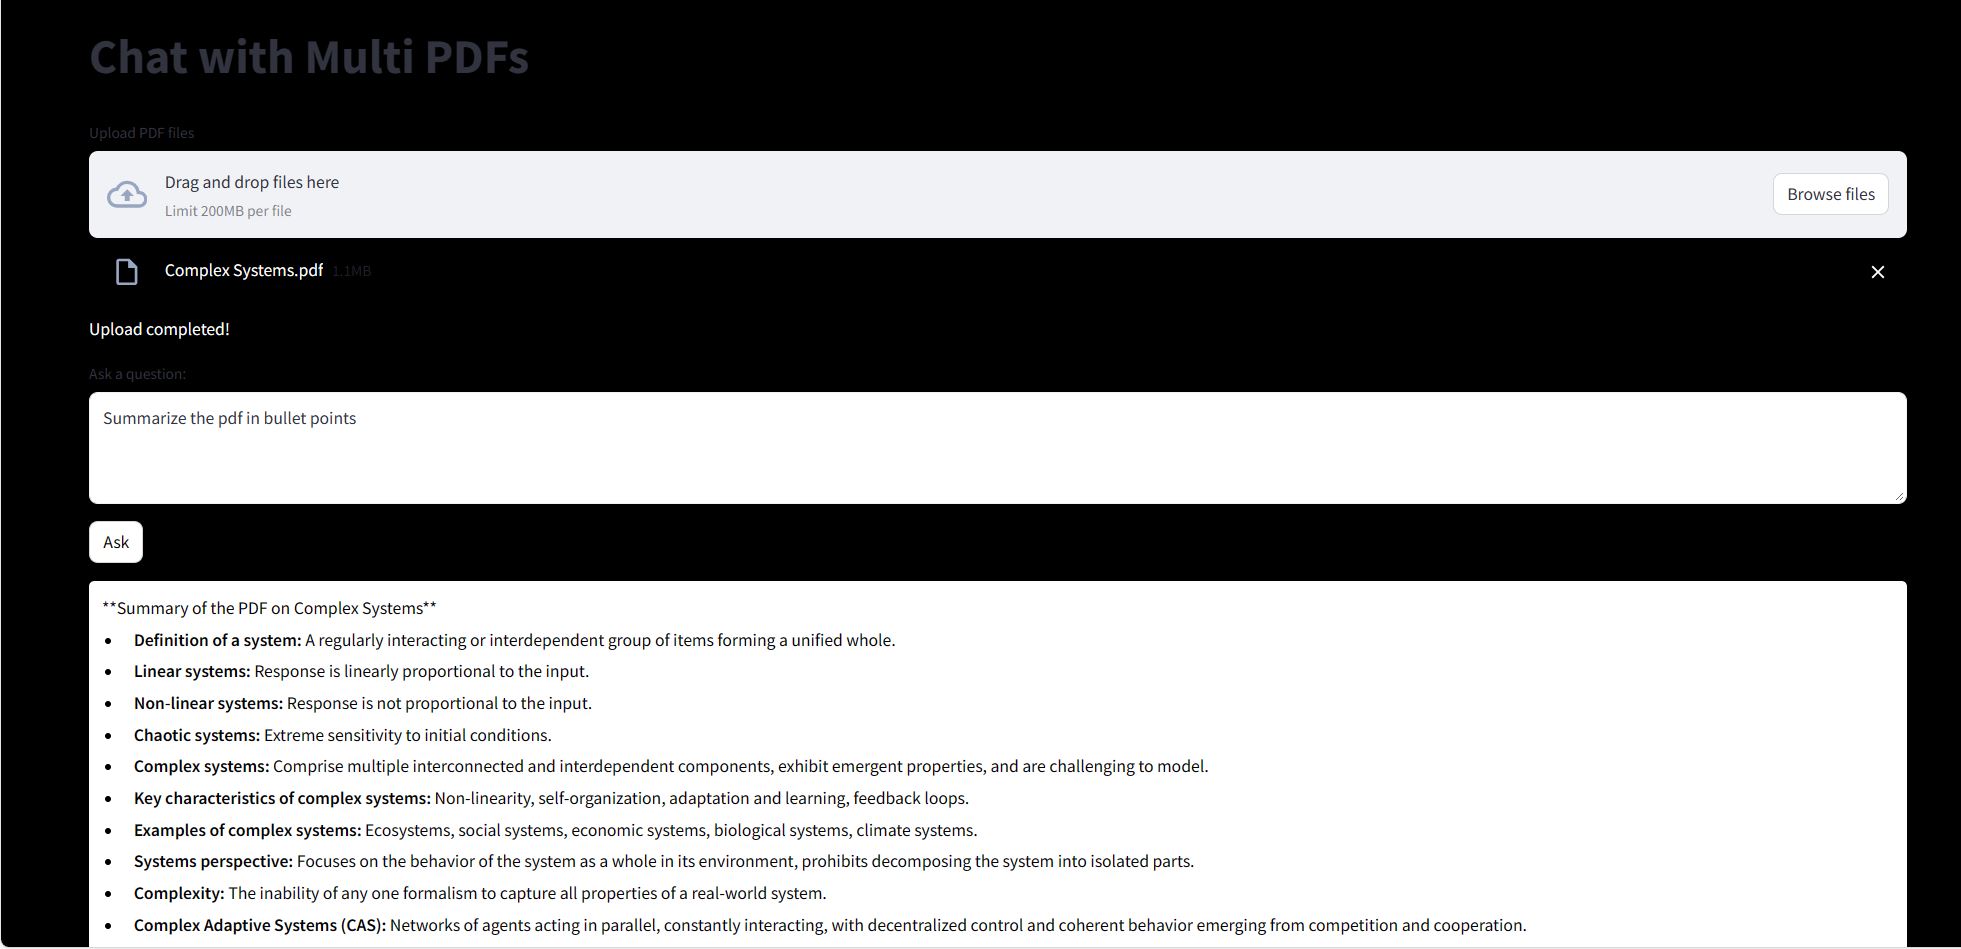 Chat with Multi PDFs
Upload PDF files
Drag and drop files here
Limit 200MB per file
Browse files
Complex Systems.pdf 1.1MB
Upload completed!
Ask a question:
Summarize the pdf in bullet points
Ask
**Summary of the PDF on Complex Systems**
• Definition of a system: A regularly interacting or interdependent group of items forming a unified whole.
• Linear systems: Response is linearly proportional to the input.
• Non-linear systems: Response is not proportional to the input.
• Chaotic systems: Extreme sensitivity to initial conditions.
• Complex systems: Comprise multiple interconnected and interdependent components, exhibit emergent properties, and are challenging to model.
• Key characteristics of complex systems: Non-linearity, self-organization, adaptation and learning, feedback loops.
• Examples of complex systems: Ecosystems, social systems, economic systems, biological systems, climate systems.
• Systems perspective: Focuses on the behavior of the system as a whole in its environment, prohibits decomposing the system into isolated parts.
• Complexity: The inability of any one formalism to capture all properties of a real-world system.
• Complex Adaptive Systems (CAS): Networks of agents acting in parallel, constantly interacting, with decentralized control and coherent behavior emerging from competition and cooperation.